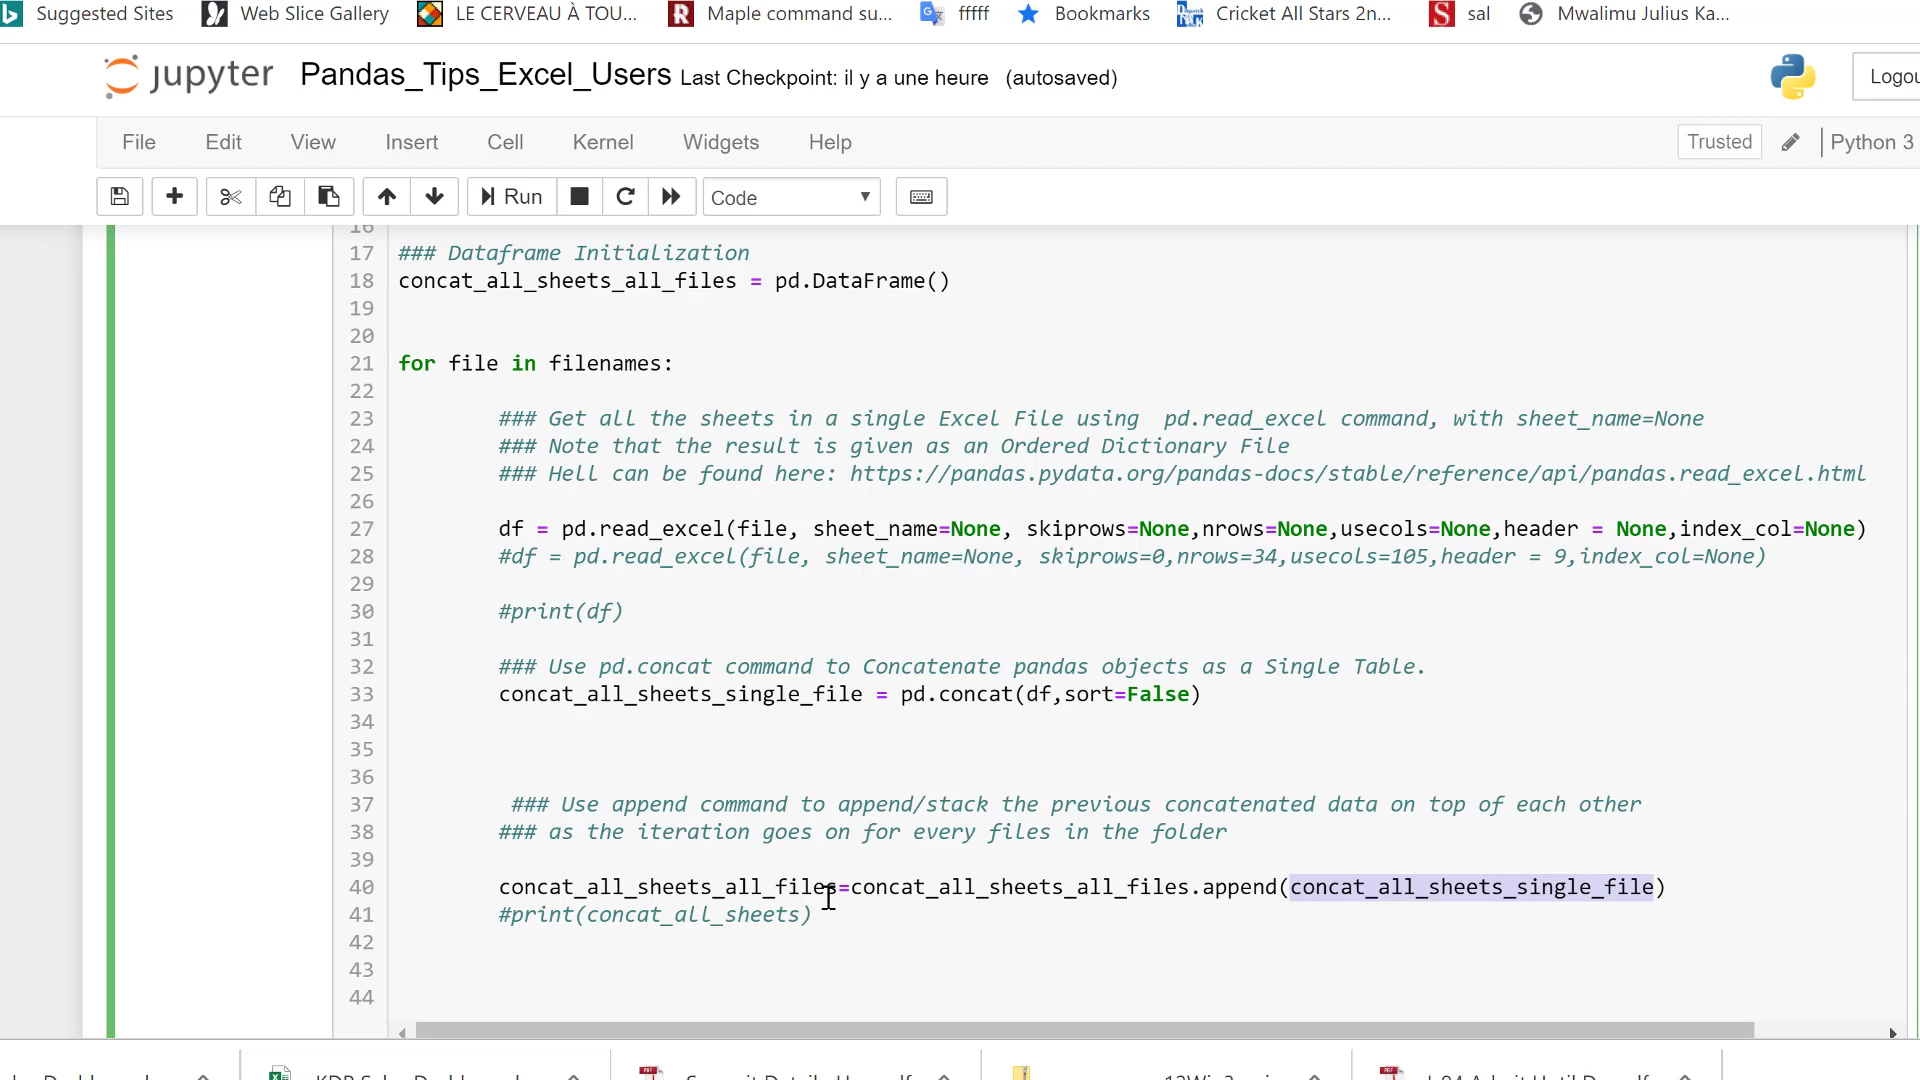 Suggested Sites Web Slice Gallery LE CERVEAU À TOU... Maple command su... fffff Bookmarks Cricket All Stars 2n... sal Mwalimu Julius Ka...
jupyter Pandas_Tips_Excel_Users Last Checkpoint: il y a une heure (autosaved) Logou
File Edit View Insert Cell Kernel Widgets Help Trusted Python 3
Run Code
16
17 ### Dataframe Initialization
18 concat_all_sheets_all_files = pd.DataFrame()
19
20
21 for file in filenames:
22
23 ### Get all the sheets in a single Excel File using  pd.read_excel command, with sheet_name=None
24 ### Note that the result is given as an Ordered Dictionary File
25 ### Hell can be found here: https://pandas.pydata.org/pandas-docs/stable/reference/api/pandas.read_excel.html
26
27 df = pd.read_excel(file, sheet_name=None, skiprows=None,nrows=None,usecols=None,header = None,index_col=None)
28 #df = pd.read_excel(file, sheet_name=None, skiprows=0,nrows=34,usecols=105,header = 9,index_col=None)
29
30 #print(df)
31
32 ### Use pd.concat command to Concatenate pandas objects as a Single Table.
33 concat_all_sheets_single_file = pd.concat(df,sort=False)
34
35
36
37 ### Use append command to append/stack the previous concatenated data on top of each other
38 ### as the iteration goes on for every files in the folder
39
40 concat_all_sheets_all_files=concat_all_sheets_all_files.append(concat_all_sheets_single_file)
41 #print(concat_all_sheets)
42
43
44